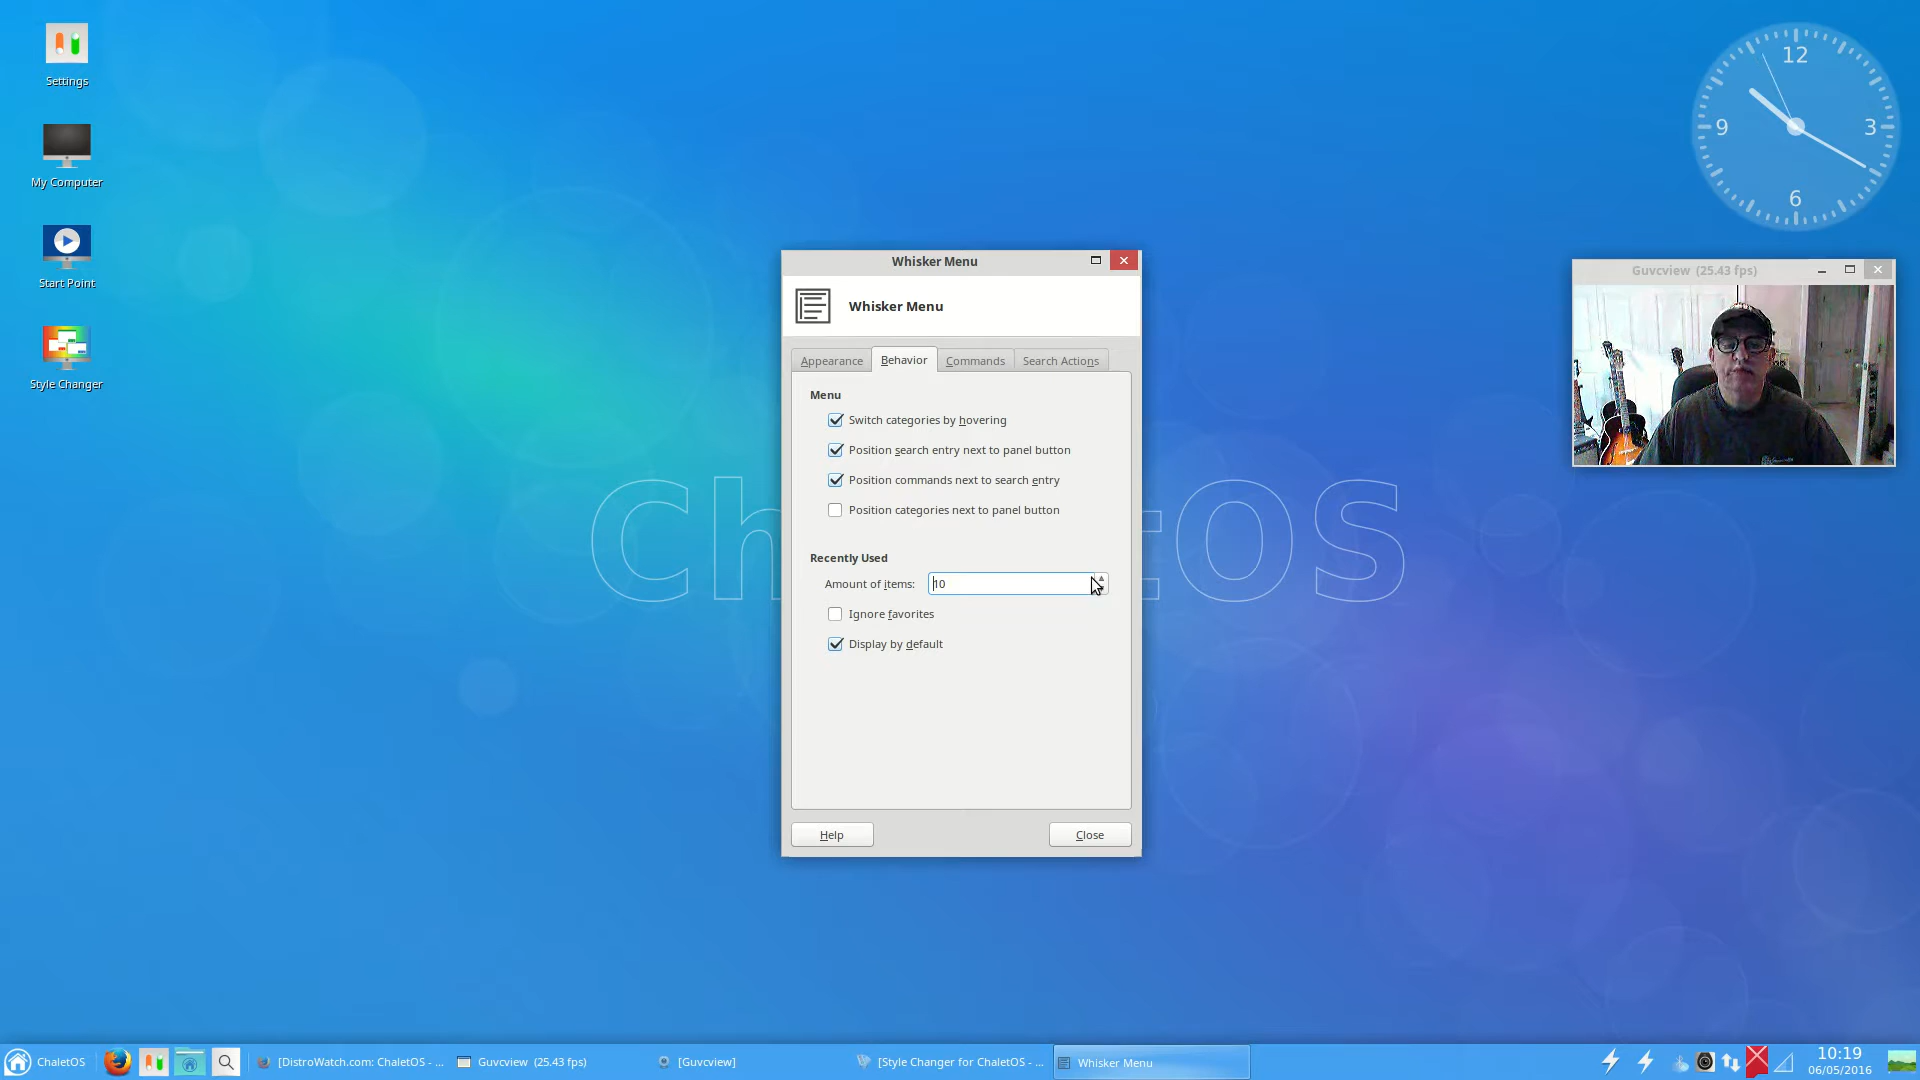 Settings
My Computer
Start Point
Style Changer
12
9
3
6
Guvcview (25.43 fps)
Whisker Menu
Whisker Menu
Appearance
Behavior
Commands
Search Actions
Menu
Switch categories by hovering
Position search entry next to panel button
Position commands next to search entry
Position categories next to panel button
Recently Used
Amount of items:
10
Ignore favorites
Display by default
Help
Close
ChaletOS
[DistroWatch.com: ChaletOS - ...
Guvcview (25.43 fps)
[Guvcview]
[Style Changer for ChaletOS - ...
Whisker Menu
10:19
06/05/2016